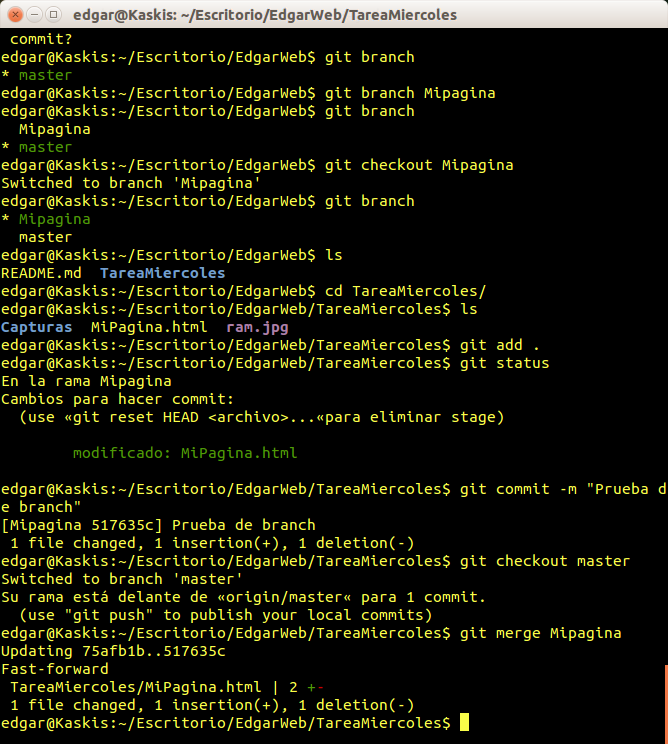 edgar@Kaskis: ~/Escritorio/EdgarWeb/TareaMiercoles
 commit?
edgar@Kaskis:~/Escritorio/EdgarWeb$ git branch
* master
edgar@Kaskis:~/Escritorio/EdgarWeb$ git branch Mipagina
edgar@Kaskis:~/Escritorio/EdgarWeb$ git branch
  Mipagina
* master
edgar@Kaskis:~/Escritorio/EdgarWeb$ git checkout Mipagina
Switched to branch 'Mipagina'
edgar@Kaskis:~/Escritorio/EdgarWeb$ git branch
* Mipagina
  master
edgar@Kaskis:~/Escritorio/EdgarWeb$ ls
README.md  TareaMiercoles
edgar@Kaskis:~/Escritorio/EdgarWeb$ cd TareaMiercoles/
edgar@Kaskis:~/Escritorio/EdgarWeb/TareaMiercoles$ ls
Capturas  MiPagina.html  ram.jpg
edgar@Kaskis:~/Escritorio/EdgarWeb/TareaMiercoles$ git add .
edgar@Kaskis:~/Escritorio/EdgarWeb/TareaMiercoles$ git status
En la rama Mipagina
Cambios para hacer commit:
  (use «git reset HEAD <archivo>...«para eliminar stage)
        modificado: MiPagina.html
edgar@Kaskis:~/Escritorio/EdgarWeb/TareaMiercoles$ git commit -m "Prueba d
e branch"
[Mipagina 517635c] Prueba de branch
 1 file changed, 1 insertion(+), 1 deletion(-)
edgar@Kaskis:~/Escritorio/EdgarWeb/TareaMiercoles$ git checkout master
Switched to branch 'master'
Su rama está delante de «origin/master« para 1 commit.
  (use "git push" to publish your local commits)
edgar@Kaskis:~/Escritorio/EdgarWeb/TareaMiercoles$ git merge Mipagina
Updating 75afb1b..517635c
Fast-forward
 TareaMiercoles/MiPagina.html | 2 +-
 1 file changed, 1 insertion(+), 1 deletion(-)
edgar@Kaskis:~/Escritorio/EdgarWeb/TareaMiercoles$